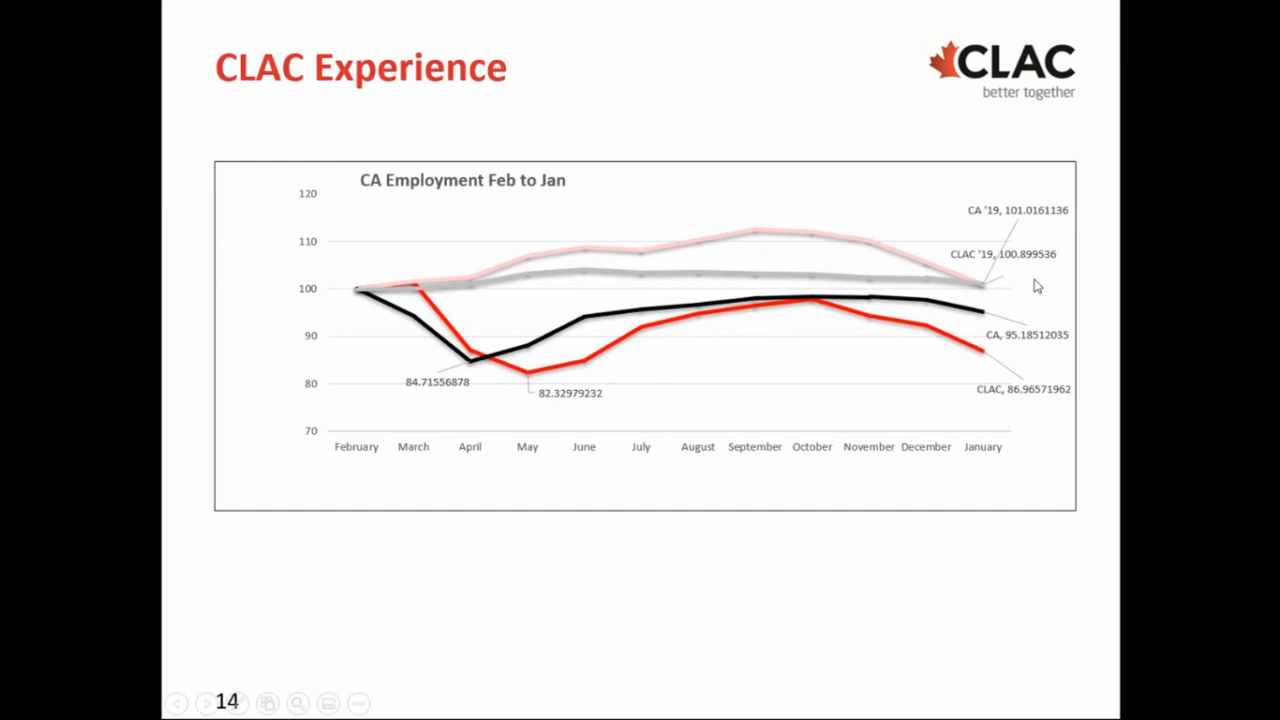 CLAC Experience
CLAC
better together
CA Employment Feb to Jan
120
110
100
90
80
70
CA '19, 101.0161136
CLAC '19, 100.899536
CA, 95.18512035
CLAC, 86.96571962
84.71556878
82.32979232
February March April May June July August September October November December January
14